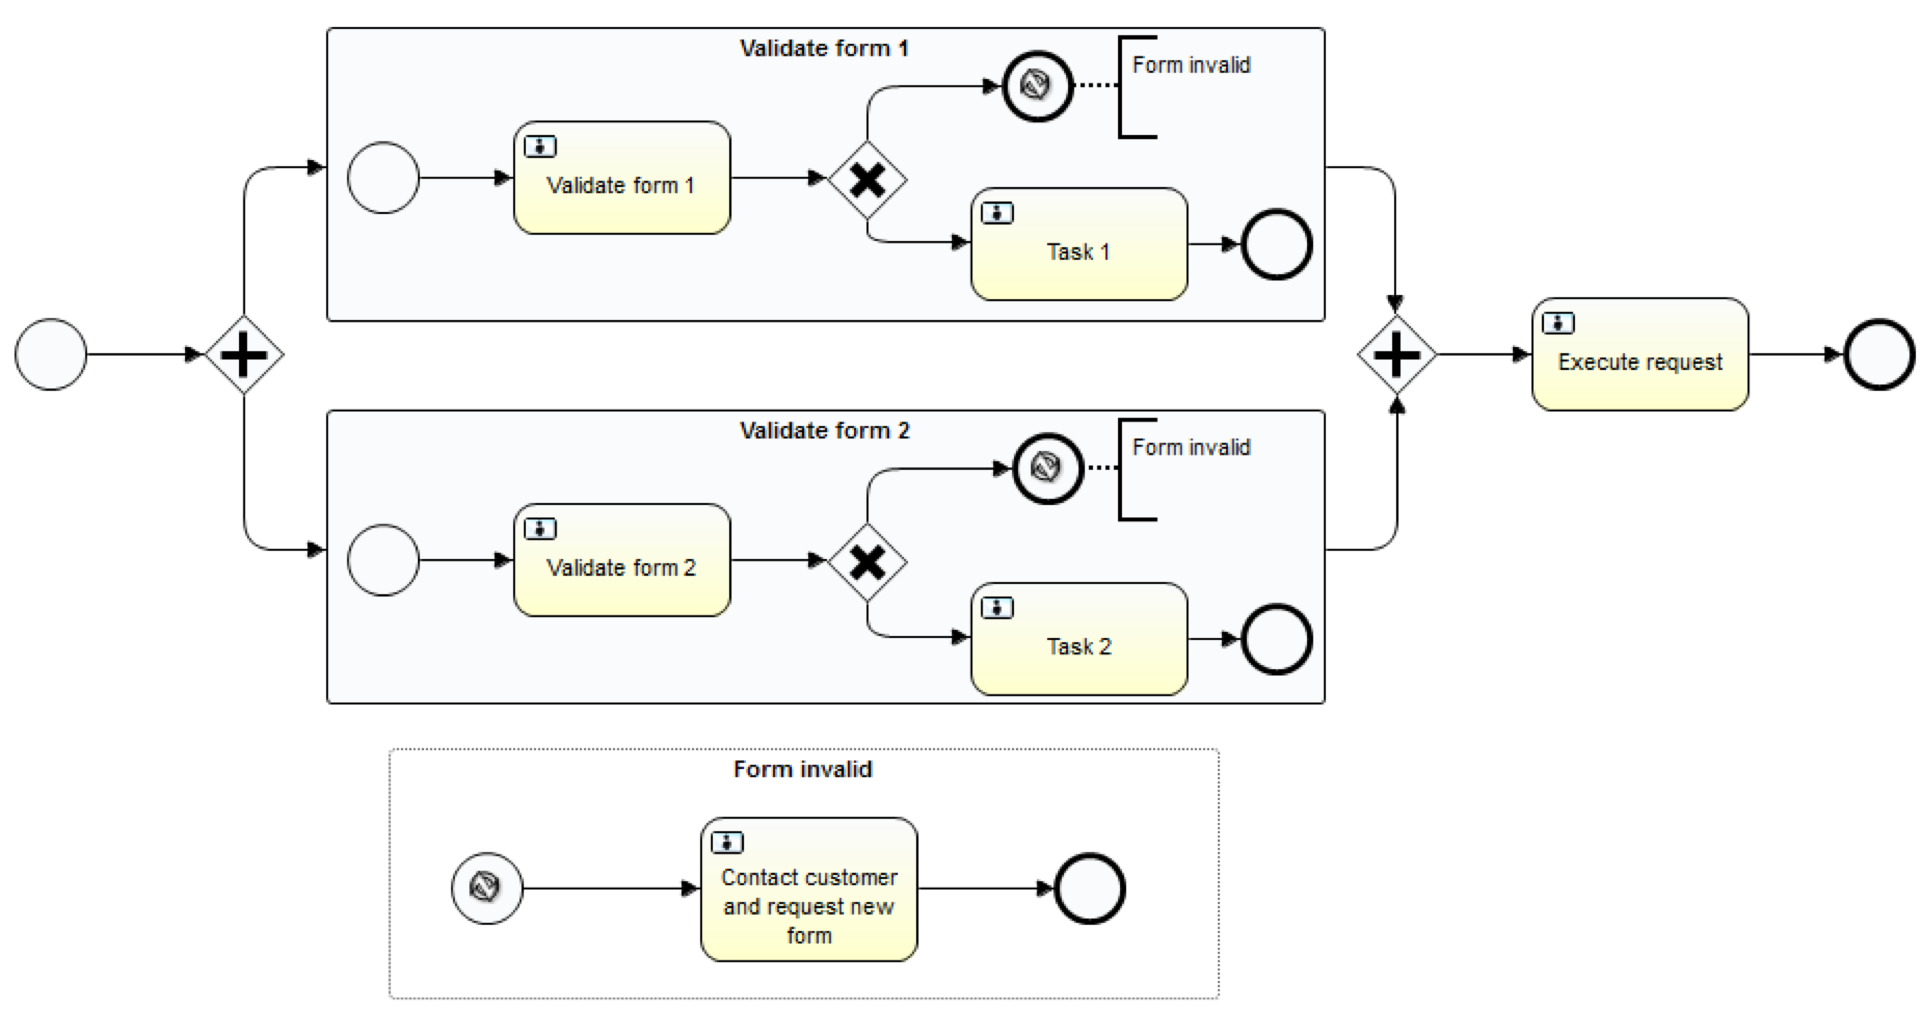 Validate form 1
Form invalid
Validate form 1
Task 1
Execute request
Validate form 2
Form invalid
Validate form 2
Task 2
Form invalid
Contact customer
and request new
form